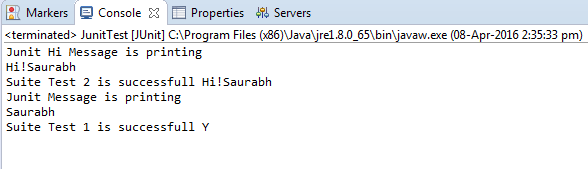 Markers Console Properties Servers
<terminated> JunitTest [JUnit] C:\Program Files (x86)\Java\jre1.8.0_65\bin\javaw.exe (08-Apr-2016 2:35:33 pm)
Junit Hi Message is printing
Hi!Saurabh
Suite Test 2 is successfull Hi!Saurabh
Junit Message is printing
Saurabh
Suite Test 1 is successfull Y